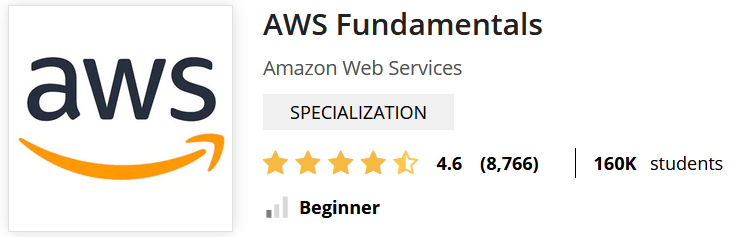 aws
AWS Fundamentals
Amazon Web Services
SPECIALIZATION
4.6 (8,766) 160K students
Beginner